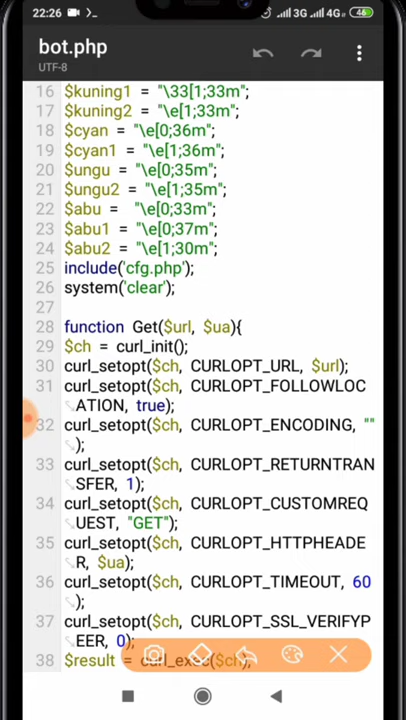 22:26
3G 4G 46
bot.php
UTF-8
16 $kuning1 = "\33[1;33m";
17 $kuning2 = "\e[1;33m";
18 $cyan = "\e[0;36m";
19 $cyan1 = "\e[1;36m";
20 $ungu = "\e[0;35m";
21 $ungu2 = "\e[1;35m";
22 $abu = "\e[0;33m";
23 $abu1 = "\e[0;37m";
24 $abu2 = "\e[1;30m";
25 include('cfg.php');
26 system('clear');
27
28 function Get($url, $ua){
29 $ch = curl_init();
30 curl_setopt($ch, CURLOPT_URL, $url);
31 curl_setopt($ch, CURLOPT_FOLLOWLOC
ATION, true);
32 curl_setopt($ch, CURLOPT_ENCODING, ""
);
33 curl_setopt($ch, CURLOPT_RETURNTRAN
SFER, 1);
34 curl_setopt($ch, CURLOPT_CUSTOMREQ
UEST, "GET");
35 curl_setopt($ch, CURLOPT_HTTPHEADE
R, $ua);
36 curl_setopt($ch, CURLOPT_TIMEOUT, 60
);
37 curl_setopt($ch, CURLOPT_SSL_VERIFYP
EER, 0);
38 $result = curl_exec($ch);